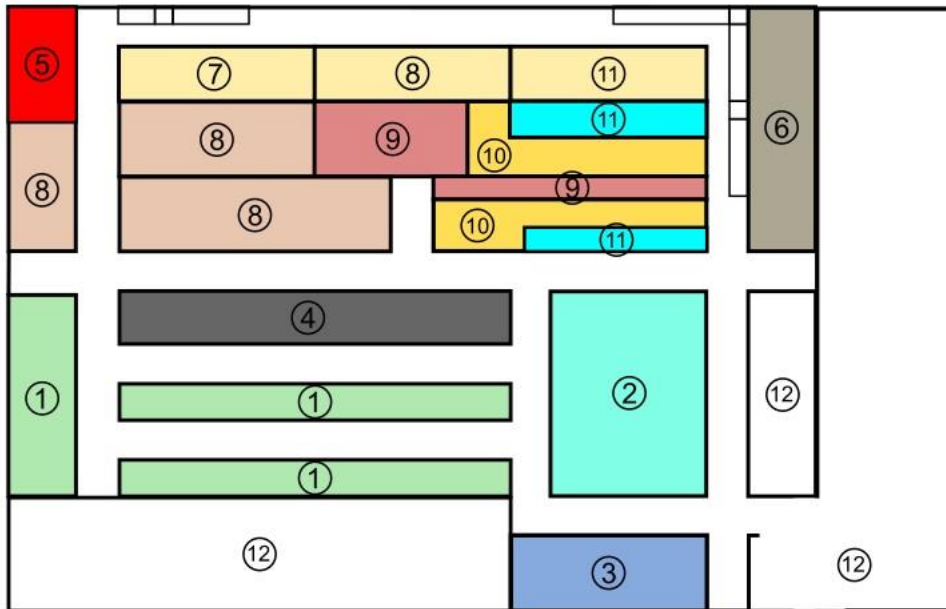 ⑤
⑦ ⑧ ⑪
⑧ ⑨ ⑩ ⑪ ⑥
⑧ ⑧ ⑩ ⑨ ⑪
④
① ① ② ⑫
①
⑫ ③ ⑫